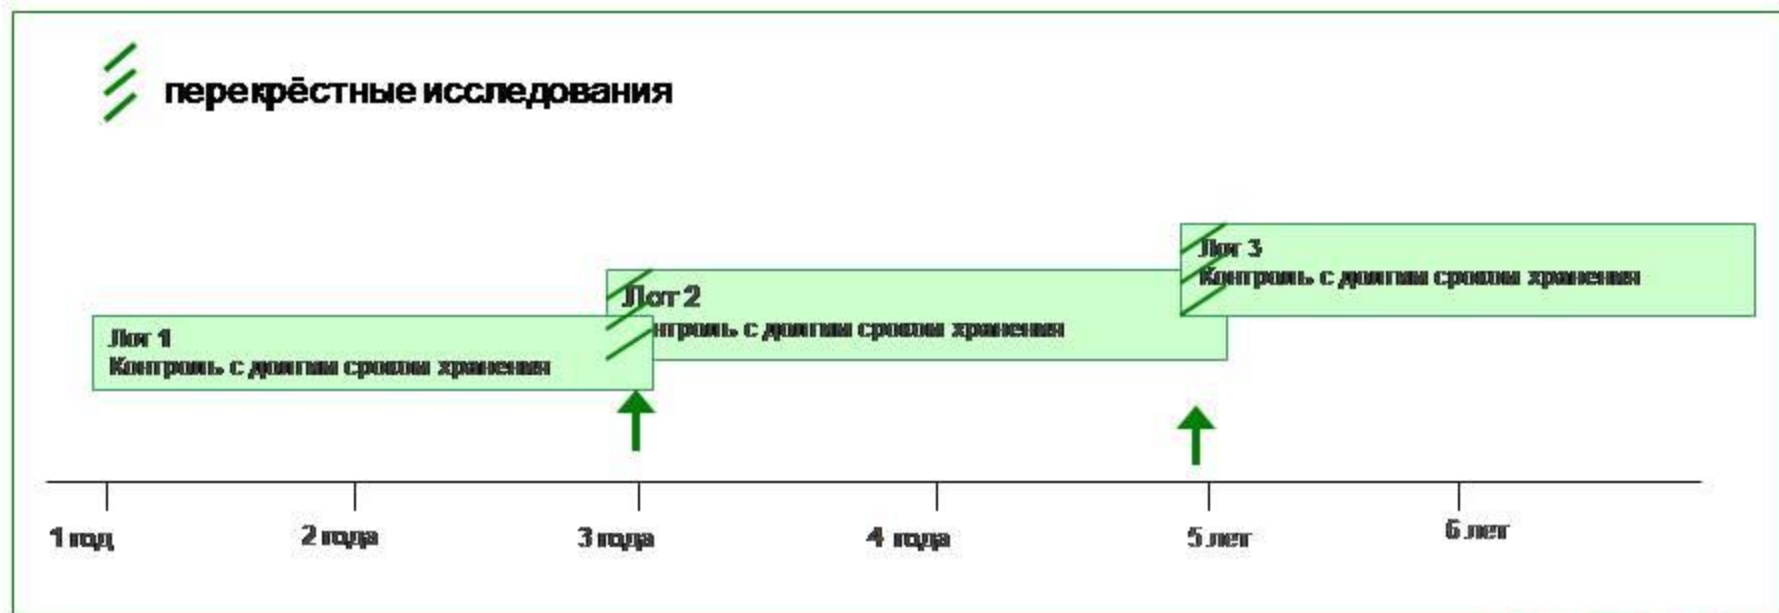 перекрёстные исследования
Лот 3
Контроль с долгим сроком хранения
Лот 2
нтроль с долгим сроком хранения
Лот 1
Контроль с долгим сроком хранения
1 год
2 года
3 года
4 года
5 лет
6 лет